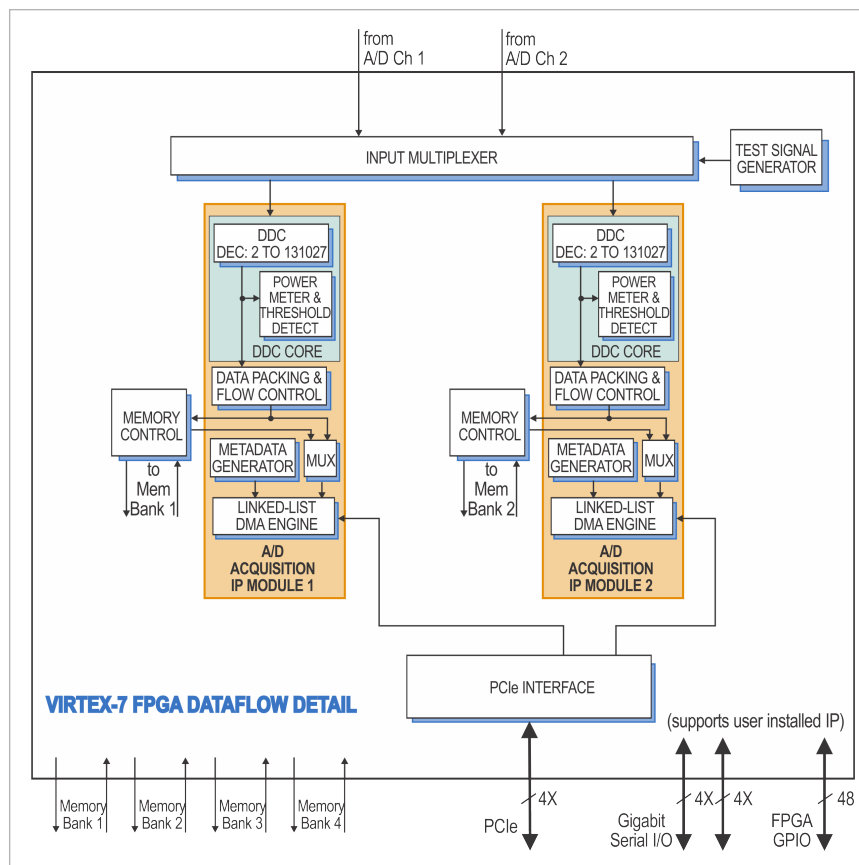 from
A/D Ch 1
from
A/D Ch 2
INPUT MULTIPLEXER
TEST SIGNAL
GENERATOR
DDC
DEC: 2 TO 131027
POWER
METER &
THRESHOLD
DETECT
DDC CORE
DATA PACKING &
FLOW CONTROL
MEMORY
CONTROL
to
Mem
Bank 1
METADATA
GENERATOR
MUX
LINKED-LIST
DMA ENGINE
A/D
ACQUISITION
IP MODULE 1
DDC
DEC: 2 TO 131027
POWER
METER &
THRESHOLD
DETECT
DDC CORE
DATA PACKING &
FLOW CONTROL
MEMORY
CONTROL
to
Mem
Bank 2
METADATA
GENERATOR
MUX
LINKED-LIST
DMA ENGINE
A/D
ACQUISITION
IP MODULE 2
PCIe INTERFACE
VIRTEX-7 FPGA DATAFLOW DETAIL
(supports user installed IP)
Memory
Bank 1
Memory
Bank 2
Memory
Bank 3
Memory
Bank 4
4X
PCIe
4X
4X
Gigabit
Serial I/O
48
FPGA
GPIO